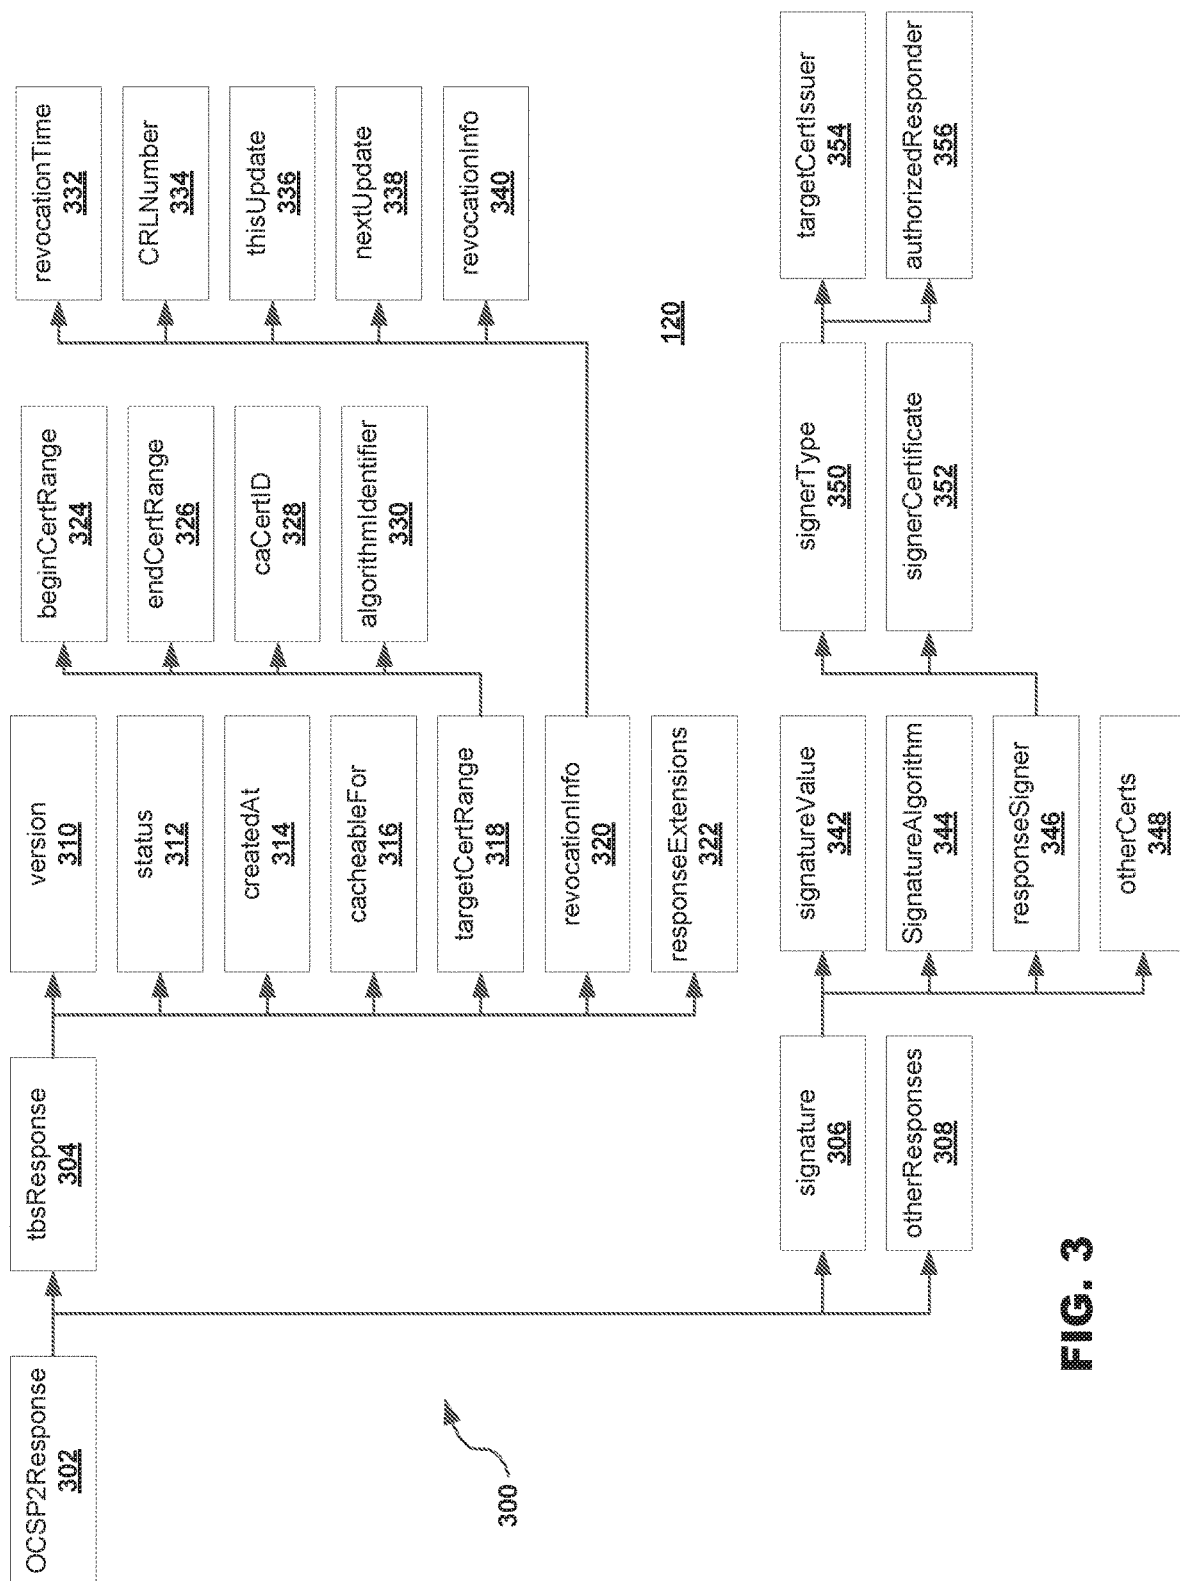 OCSP2Response
302
tbsResponse
304
signature
306
otherResponses
308
version
310
status
312
createdAt
314
cacheableFor
316
targetCertRange
318
revocationInfo
320
responseExtensions
322
beginCertRange
324
endCertRange
326
caCertID
328
algorithmIdentifier
330
revocationTime
332
CRLNumber
334
thisUpdate
336
nextUpdate
338
revocationInfo
340
signatureValue
342
SignatureAlgorithm
344
responseSigner
346
otherCerts
348
signerType
350
signerCertificate
352
targetCertIssuer
354
authorizedResponder
356
120
300
FIG. 3